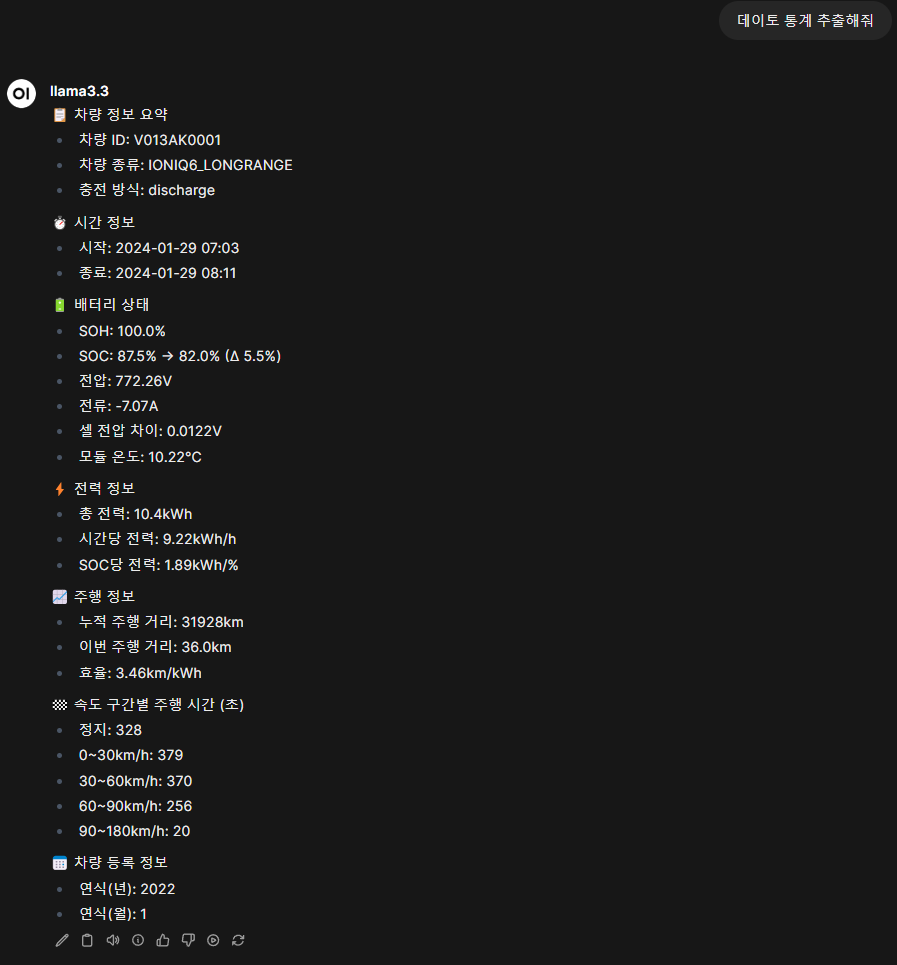 데이토 통계 추출해줘
OI
llama3.3
📋 차량 정보 요약
• 차량 ID: V013AK0001
• 차량 종류: IONIQ6_LONGRANGE
• 충전 방식: discharge
⏱ 시간 정보
• 시작: 2024-01-29 07:03
• 종료: 2024-01-29 08:11
🔋 배터리 상태
• SOH: 100.0%
• SOC: 87.5% → 82.0% (Δ 5.5%)
• 전압: 772.26V
• 전류: -7.07A
• 셀 전압 차이: 0.0122V
• 모듈 온도: 10.22°C
⚡ 전력 정보
• 총 전력: 10.4kWh
• 시간당 전력: 9.22kWh/h
• SOC당 전력: 1.89kWh/%
📈 주행 정보
• 누적 주행 거리: 31928km
• 이번 주행 거리: 36.0km
• 효율: 3.46km/kWh
🏁 속도 구간별 주행 시간 (초)
• 정지: 328
• 0~30km/h: 379
• 30~60km/h: 370
• 60~90km/h: 256
• 90~180km/h: 20
📅 차량 등록 정보
• 연식(년): 2022
• 연식(월): 1